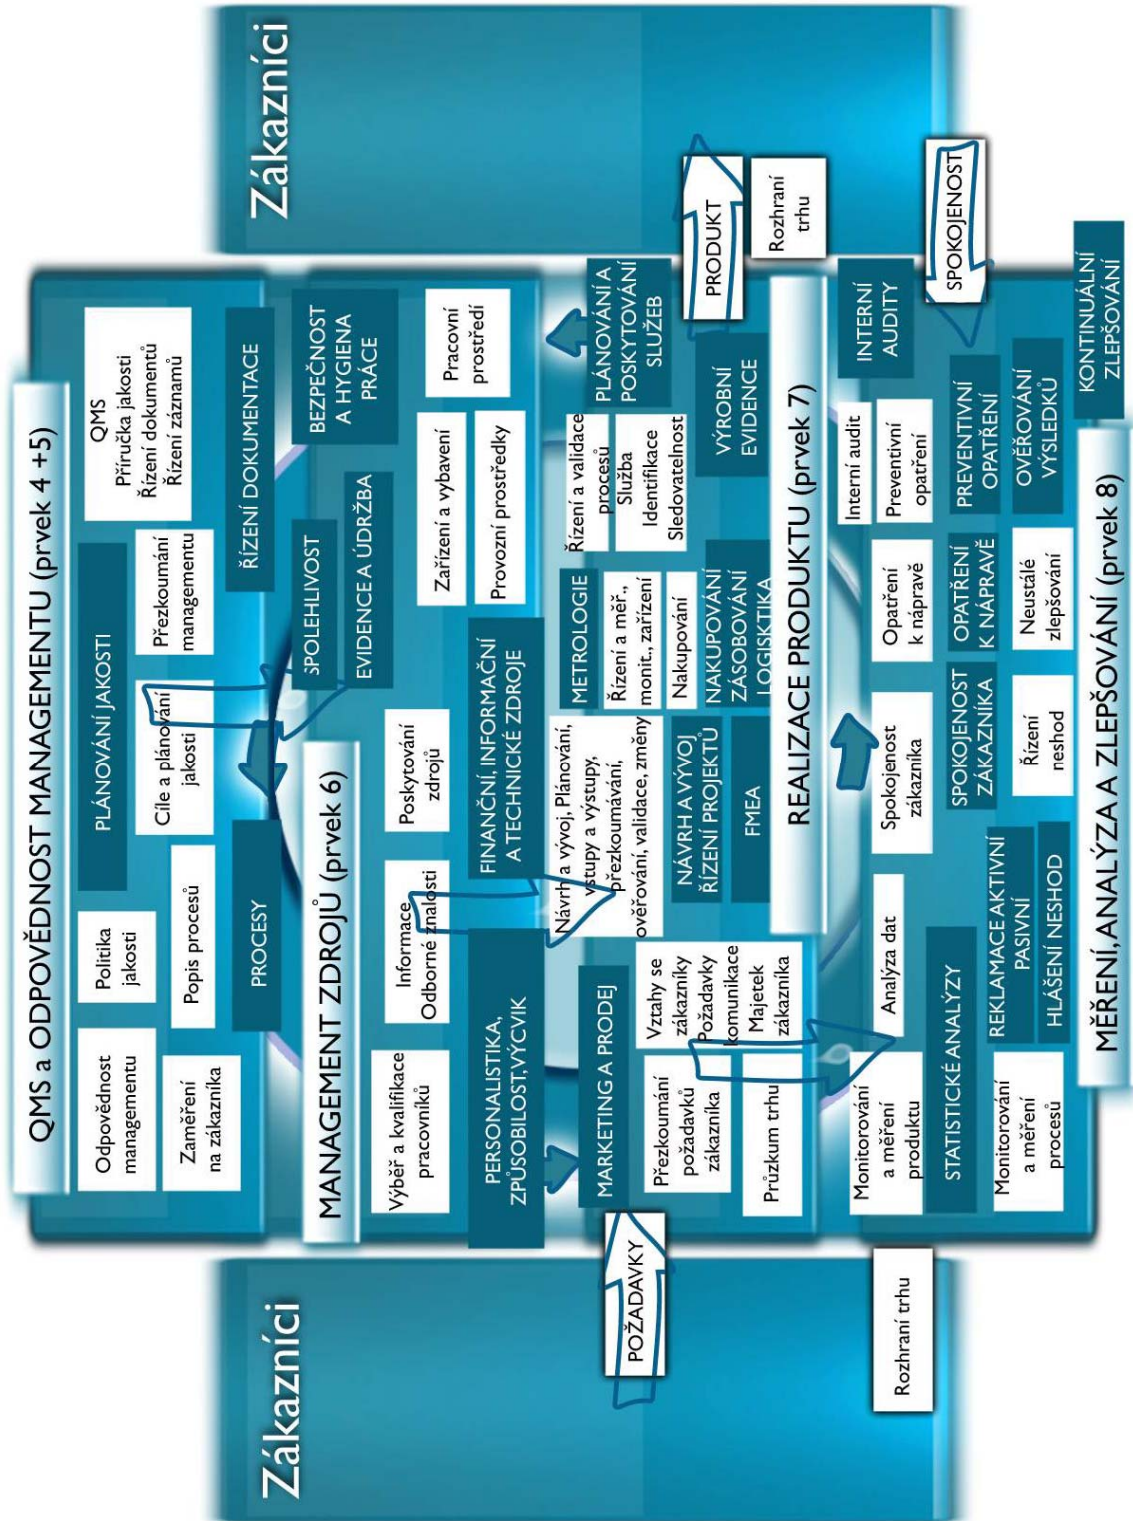 Zákazníci
POŽADAVKY
Rozhraní trhu
QMS a ODPOVĚDNOST MANAGEMENTU (prvek 4 +5)
Odpovědnost
managementu
Zaměření
na zákazníka
Politika
jakosti
Popis procesů
PROCESY
PLÁNOVÁNÍ JAKOSTI
Cíle a plánování
jakosti
Přezkoumání
managementu
QMS
Příručka jakosti
Řízení dokumentů
Řízení záznamů
ŘÍZENÍ DOKUMENTACE
MANAGEMENT ZDROJŮ (prvek 6)
Výběr a kvalifikace
pracovníků
PERSONALISTIKA,
ZPŮSOBILOST,VÝCVIK
Informace
Odborné znalosti
Poskytování
zdrojů
FINANČNÍ, INFORMAČNÍ
A TECHNICKÉ ZDROJE
SPOLEHLIVOST
EVIDENCE A ÚDRŽBA
Zařízení a vybavení
Provozní prostředky
BEZPEČNOST
A HYGIENA
PRÁCE
Pracovní
prostředí
MARKETING A PRODEJ
Přezkoumání
požadavků
zákazníka
Průzkum trhu
Vztahy se
zákazníky
Požadavky
komunikace
Majetek
zákazníka
Návrh a vývoj, Plánování,
vstupy a výstupy,
přezkoumávání,
ověřování, validace, změny
NÁVRH A VÝVOJ
ŘÍZENÍ PROJEKTŮ
FMEA
METROLOGIE
Řízení a měř.,
monit., zařízení
Nakupování
NAKUPOVÁNÍ
ZÁSOBOVÁNÍ
LOGISKTIKA
Řízení a validace
procesů
Služba
Identifikace
Sledovatelnost
PLÁNOVÁNÍ A
POSKYTOVÁNÍ
SLUŽEB
VÝROBNÍ
EVIDENCE
REALIZACE PRODUKTU (prvek 7)
Monitorování
a měření
produktu
STATISTICKÉ ANALÝZY
Monitorování
a měření
procesů
Analýza dat
REKLAMACE AKTIVNÍ
PASIVNÍ
HLÁŠENÍ NESHOD
Spokojenost
zákazníka
SPOKOJENOST
ZÁKAZNÍKA
Řízení
neshod
Opatření
k nápravě
OPATŘENÍ
K NÁPRAVĚ
Neustálé
zlepšování
Interní audit
Preventivní
opatření
INTERNÍ
AUDITY
PREVENTIVNI
OPATŘENÍ
OVĚŘOVÁNÍ
VÝSLEDKŮ
KONTINUÁLNÍ
ZLEPŠOVÁNÍ
MĚŘENÍ, ANALÝZA A ZLEPŠOVÁNÍ (prvek 8)
Zákazníci
PRODUKT
Rozhraní
trhu
SPOKOJENOST